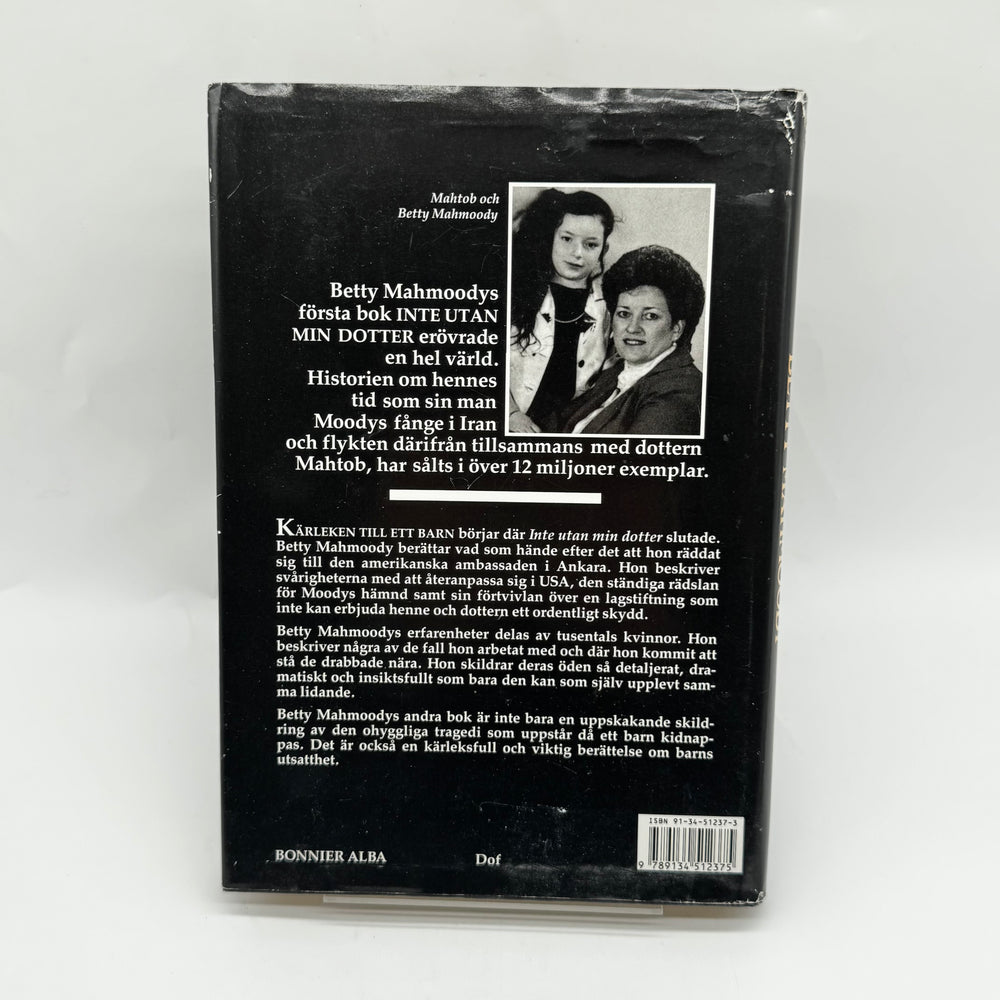 Mahtob och
Betty Mahmoody
Betty Mahmoodys
första bok INTE UTAN
MIN DOTTER erövrade
en hel värld.
Historien om hennes
tid som sin man
Moodys fånge i Iran
och flykten därifrån tillsammans med dottern
Mahtob, har sålts i över 12 miljoner exemplar.
KÄRLEKEN TILL ETT BARN börjar där Inte utan min dotter slutade.
Betty Mahmoody berättar vad som hände efter det att hon räddat
sig till den amerikanska ambassaden i Ankara. Hon beskriver
svårigheterna med att återanpassa sig i USA, den ständiga rädslan
för Moodys hämnd samt sin förtvivlan över en lagstiftning som
inte kan erbjuda henne och dottern ett ordentligt skydd.
Betty Mahmoodys erfarenheter delas av tusentals kvinnor. Hon
beskriver några av de fall hon arbetat med och där hon kommit att
stå de drabbade nära. Hon skildrar deras öden så detaljerat, dra-
matiskt och insiktsfullt som bara den kan som själv upplevt sam-
ma lidande.
Betty Mahmoodys andra bok är inte bara en uppskakande skild-
ring av den ohyggliga tragedi som uppstår då ett barn kidnap-
pas. Det är också en kärleksfull och viktig berättelse om barns
utsatthet.
BONNIER ALBA
Dof
ISBN 91-34-51237-3
9 789134 512375